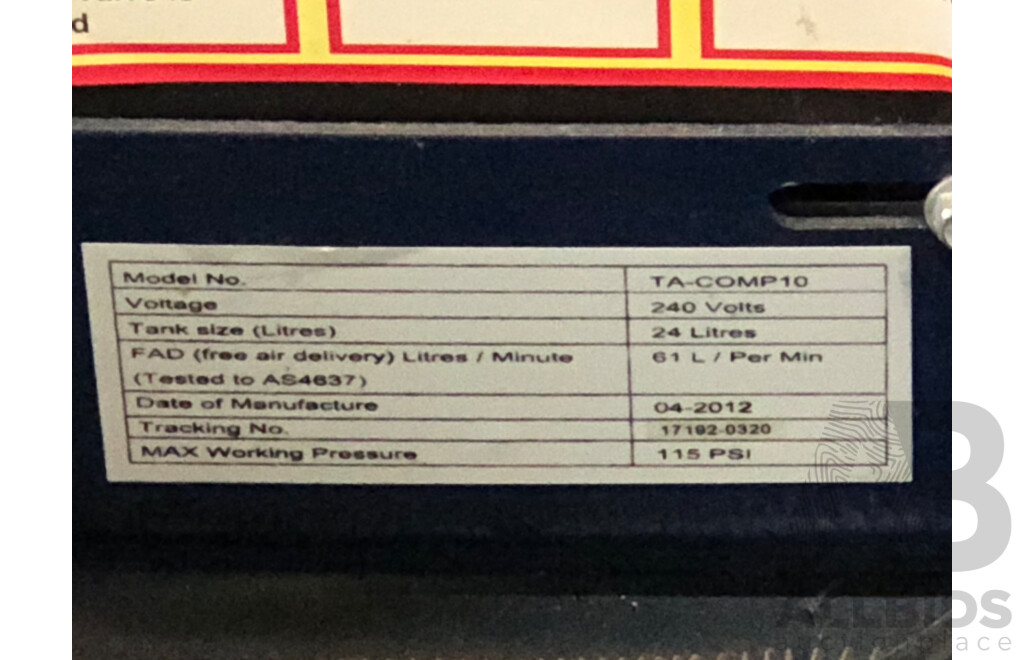 d
Model No. TA-COMP10
Voltage 240 Volts
Tank size (Litres) 24 Litres
FAD (free air delivery) Litres / Minute 61 L / Per Min
(Tested to AS4637)
Date of Manufacture 04-2012
Tracking No. 17192-0320
MAX Working Pressure 115 PSI
B
ALLBIDS
auctionplace